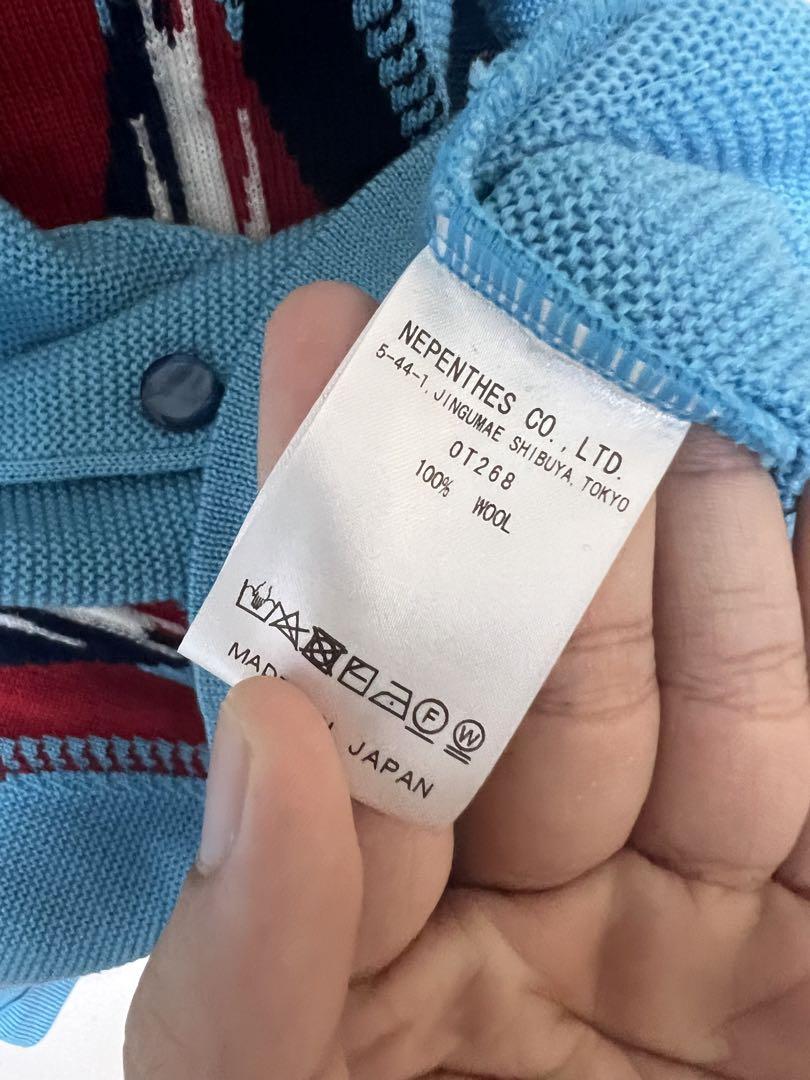 NEPENTHES CO., LTD.
5-44-1, JINGUMAE SHIBUYA, TOKYO
OT268
100% WOOL
F W
JAPAN